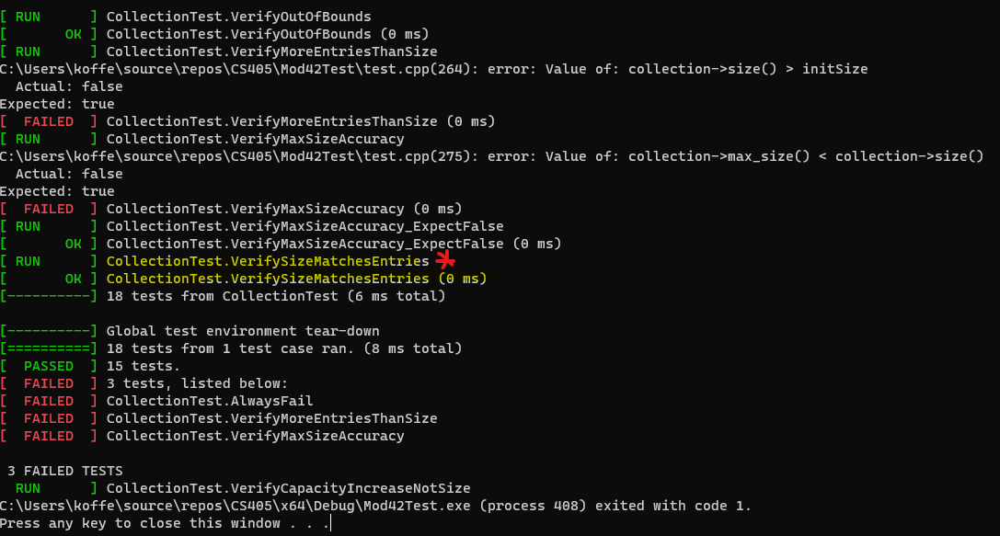 [ RUN      ] CollectionTest.VerifyOutOfBounds
[       OK ] CollectionTest.VerifyOutOfBounds (0 ms)
[ RUN      ] CollectionTest.VerifyMoreEntriesThanSize
C:\Users\koffe\source\repos\CS405\Mod42Test\test.cpp(264): error: Value of: collection->size() > initSize
  Actual: false
Expected: true
[  FAILED  ] CollectionTest.VerifyMoreEntriesThanSize (0 ms)
[ RUN      ] CollectionTest.VerifyMaxSizeAccuracy
C:\Users\koffe\source\repos\CS405\Mod42Test\test.cpp(275): error: Value of: collection->max_size() < collection->size()
  Actual: false
Expected: true
[  FAILED  ] CollectionTest.VerifyMaxSizeAccuracy (0 ms)
[ RUN      ] CollectionTest.VerifyMaxSizeAccuracy_ExpectFalse
[       OK ] CollectionTest.VerifyMaxSizeAccuracy_ExpectFalse (0 ms)
[ RUN      ] CollectionTest.VerifySizeMatchesEntries
[       OK ] CollectionTest.VerifySizeMatchesEntries (0 ms)
[----------] 18 tests from CollectionTest (6 ms total)
[----------] Global test environment tear-down
[==========] 18 tests from 1 test case ran. (8 ms total)
[  PASSED  ] 15 tests.
[  FAILED  ] 3 tests, listed below:
[  FAILED  ] CollectionTest.AlwaysFail
[  FAILED  ] CollectionTest.VerifyMoreEntriesThanSize
[  FAILED  ] CollectionTest.VerifyMaxSizeAccuracy
 3 FAILED TESTS
  RUN      ] CollectionTest.VerifyCapacityIncreaseNotSize
C:\Users\koffe\source\repos\CS405\x64\Debug\Mod42Test.exe (process 408) exited with code 1.
Press any key to close this window . . .